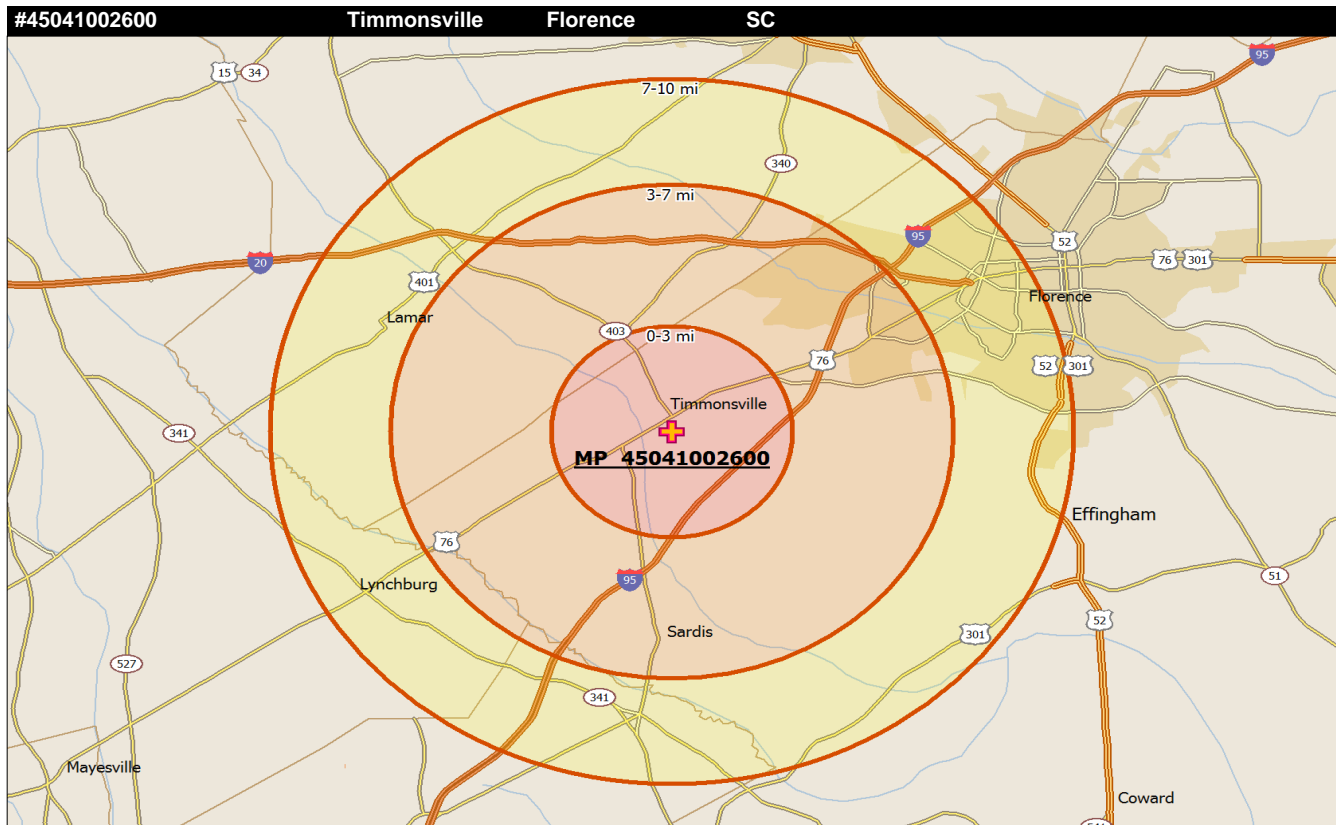 #45041002600 Timmonsville Florence SC
95
15 34
7-10 mi
340
3-7 mi
95
52
76 301
20
401
Florence
Lamar
403
0-3 mi
76
52 301
Timmonsville
341
MP 45041002600
Effingham
76
95
51
Lynchburg
52
Sardis
301
527
341
Mayesville
Coward